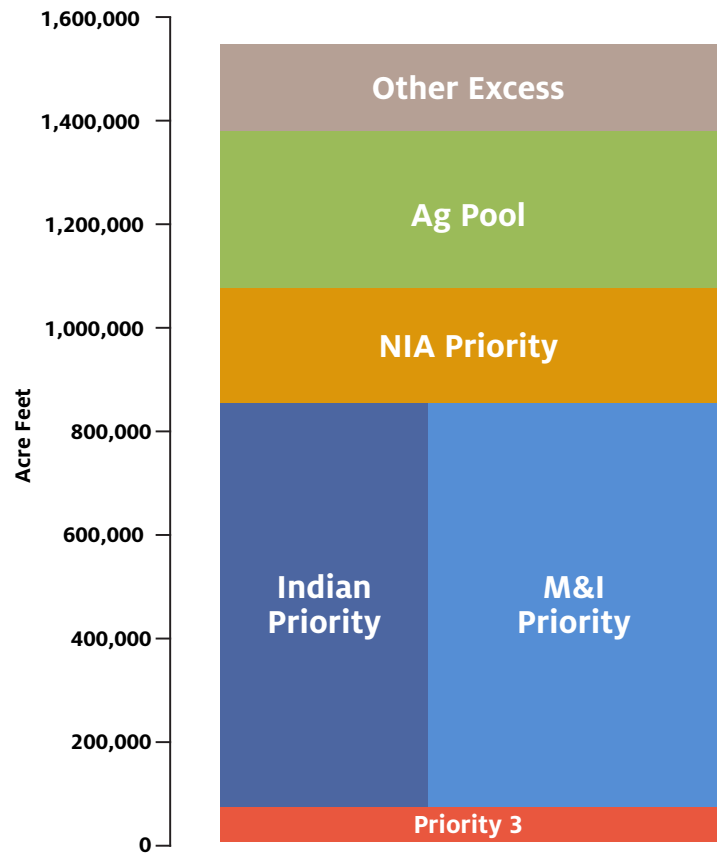 1,600,000
1,400,000
1,200,000
1,000,000
800,000
600,000
400,000
200,000
0
Acre Feet
Other Excess
Ag Pool
NIA Priority
Indian
Priority
M&I
Priority
Priority 3